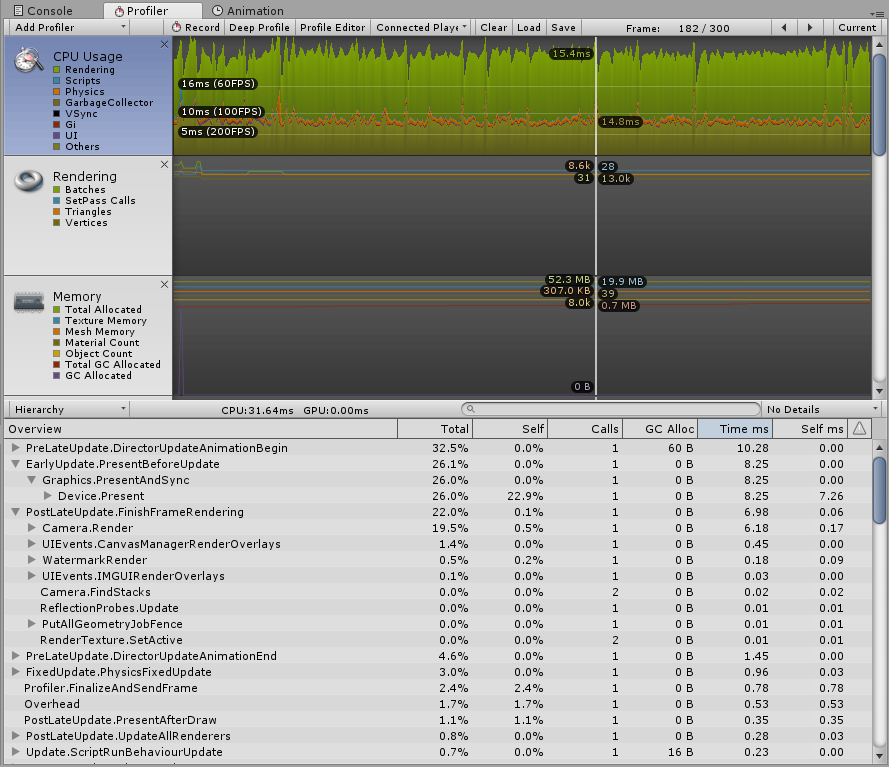 Console Profiler Animation
Add Profiler Record Deep Profile Profiler Editor Connected Playe Clear Load Save Frame: 182 / 300 Current
CPU Usage
Rendering
Scripts
Physics
GarbageCollector
VSync
Gi
UI
Others
15.4ms
16ms (60FPS)
10ms (100FPS)
14.8ms
5ms (200FPS)
Rendering
Batches
SetPass Calls
Triangles
Vertices
8.6k 28
31 13.0k
Memory
Total Allocated
Texture Memory
Mesh Memory
Material Count
Object Count
Total GC Allocated
GC Allocated
52.3 MB 19.9 MB
307.0 KB 39
8.0k 0.7 MB
0 B
Hierarchy CPU:31.64ms GPU:0.00ms No Details
Overview Total Self Calls GC Alloc Time ms Self ms
PreLateUpdate.DirectorUpdateAnimationBegin 32.5% 0.0% 1 60 B 10.28 0.00
EarlyUpdate.PresentBeforeUpdate 26.1% 0.0% 1 0 B 8.25 0.00
Graphics.PresentAndSync 26.0% 0.0% 1 0 B 8.25 0.00
Device.Present 26.0% 22.9% 1 0 B 8.25 7.26
PostLateUpdate.FinishFrameRendering 22.0% 0.1% 1 0 B 6.98 0.06
Camera.Render 19.5% 0.5% 1 0 B 6.18 0.17
UIEvents.CanvasManagerRenderOverlays 1.4% 0.0% 1 0 B 0.45 0.00
WatermarkRender 0.5% 0.2% 1 0 B 0.18 0.09
UIEvents.IMGUIRenderOverlays 0.1% 0.0% 1 0 B 0.03 0.00
Camera.FindStacks 0.0% 0.0% 2 0 B 0.02 0.02
ReflectionProbes.Update 0.0% 0.0% 1 0 B 0.01 0.01
PutAllGeometryJobFence 0.0% 0.0% 1 0 B 0.01 0.01
RenderTexture.SetActive 0.0% 0.0% 2 0 B 0.01 0.01
PreLateUpdate.DirectorUpdateAnimationEnd 4.6% 0.0% 1 0 B 1.45 0.00
FixedUpdate.PhysicsFixedUpdate 3.0% 0.0% 1 0 B 0.96 0.03
Profiler.FinalizeAndSendFrame 2.4% 2.4% 1 0 B 0.78 0.78
Overhead 1.7% 1.7% 1 0 B 0.53 0.53
PostLateUpdate.PresentAfterDraw 1.1% 1.1% 1 0 B 0.35 0.35
PostLateUpdate.UpdateAllRenderers 0.8% 0.0% 1 0 B 0.28 0.03
Update.ScriptRunBehaviourUpdate 0.7% 0.0% 1 16 B 0.23 0.00